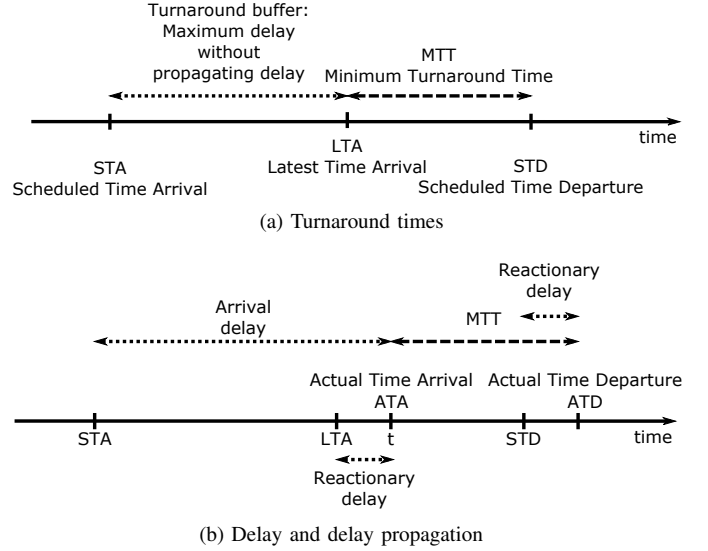 Turnaround buffer:
Maximum delay
without
propagating delay
MTT
Minimum Turnaround Time
time
STA
Scheduled Time Arrival
LTA
Latest Time Arrival
STD
Scheduled Time Departure
(a) Turnaround times
Reactionary
delay
Arrival
delay
MTT
Actual Time Arrival
ATA
Actual Time Departure
ATD
STA
LTA
t
STD
time
Reactionary
delay
(b) Delay and delay propagation